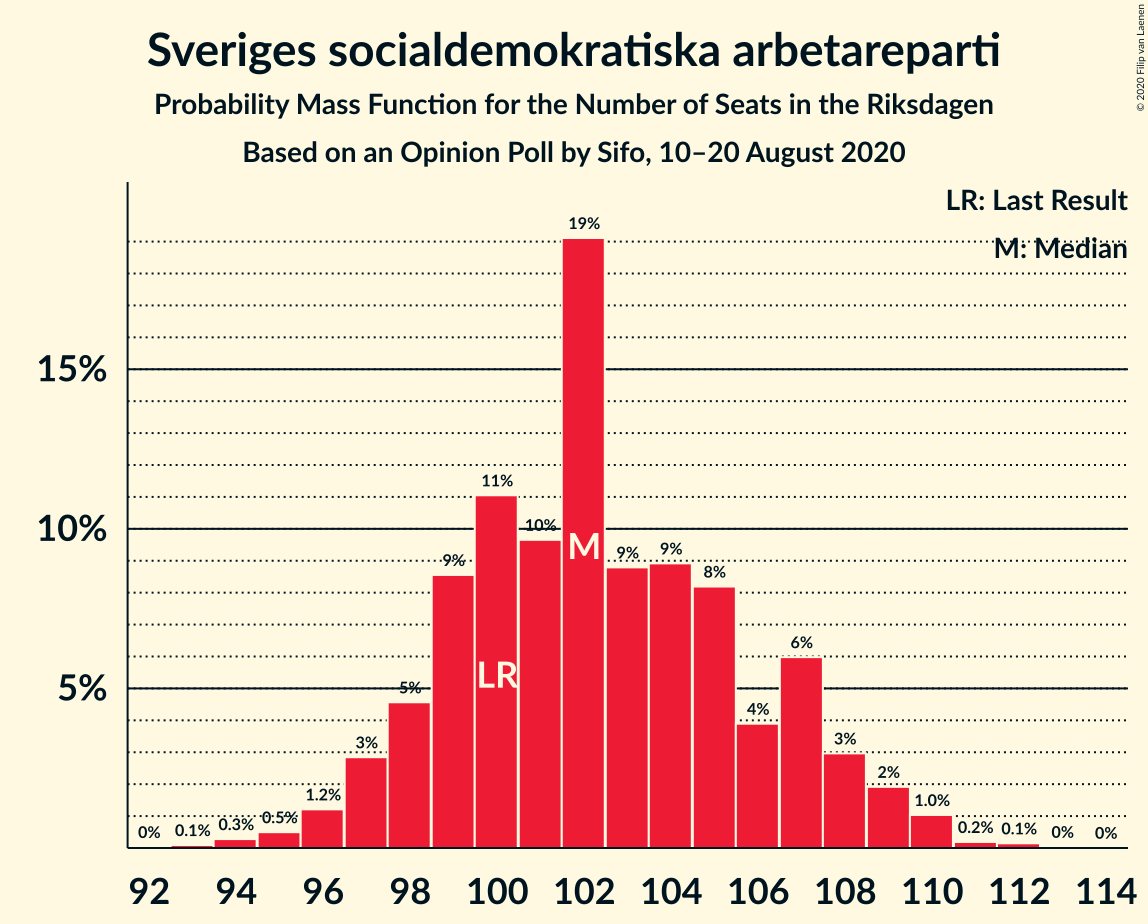 Sveriges socialdemokratiska arbetareparti
Probability Mass Function for the Number of Seats in the Riksdagen
Based on an Opinion Poll by Sifo, 10–20 August 2020
© 2020 Filip van Laenen
LR: Last Result
M: Median
15%
10%
5%
0%
0.1%
0.3%
0.5%
1.2%
3%
5%
9%
11%
10%
19%
9%
9%
8%
4%
6%
3%
2%
1.0%
0.2%
0.1%
0%
0%
LR
M
92 94 96 98 100 102 104 106 108 110 112 114